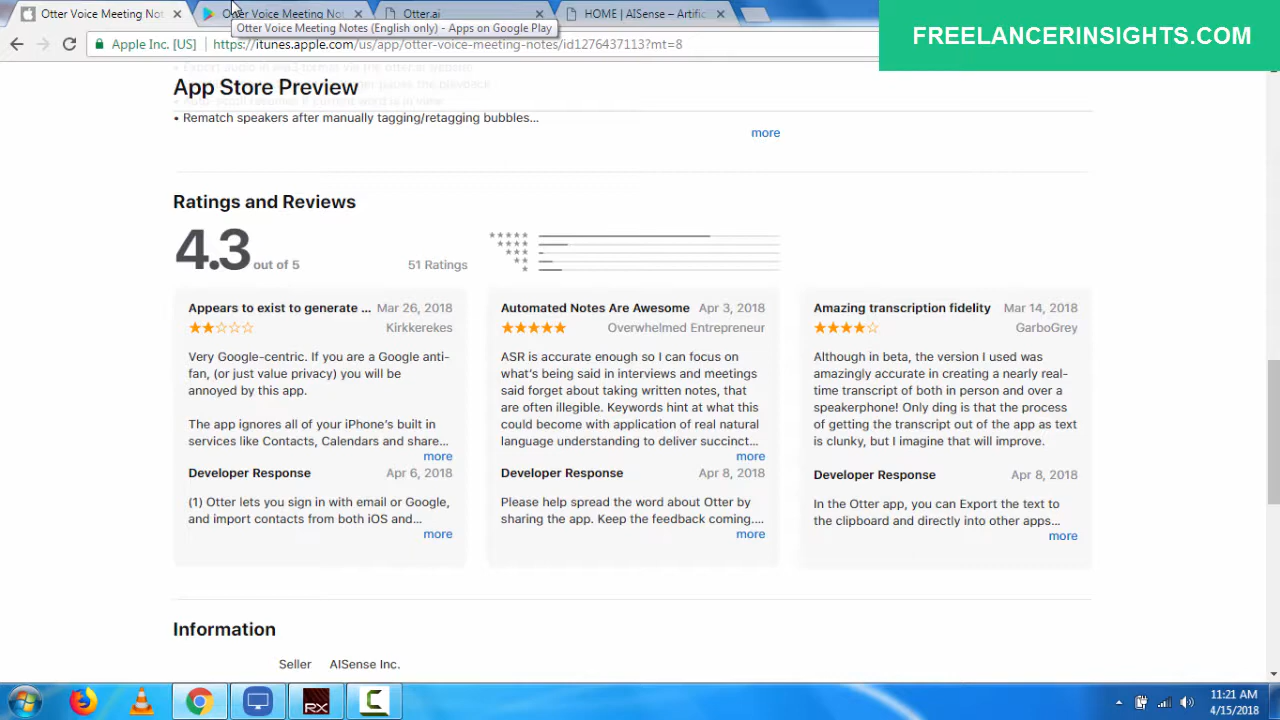 Otter Voice Meeting Not
Otter Voice Meeting Not
Otter.ai
HOME | AISense – Artific
FREELANCERINSIGHTS.COM
Otter Voice Meeting Notes (English only) - Apps on Google Play
Apple Inc. [US]
https://itunes.apple.com/us/app/otter-voice-meeting-notes/id1276437113?mt=8
App Store Preview
• Rematch speakers after manually tagging/retagging bubbles...
more
Ratings and Reviews
4.3 out of 5
51 Ratings
Appears to exist to generate ... Mar 26, 2018
Kirkkerekes
Very Google-centric. If you are a Google anti-
fan, (or just value privacy) you will be
annoyed by this app.
The app ignores all of your iPhone's built in
services like Contacts, Calendars and share...
more
Developer Response Apr 6, 2018
(1) Otter lets you sign in with email or Google,
and import contacts from both iOS and...
more
Automated Notes Are Awesome Apr 3, 2018
Overwhelmed Entrepreneur
ASR is accurate enough so I can focus on
what's being said in interviews and meetings
said forget about taking written notes, that
are often illegible. Keywords hint at what this
could become with application of real natural
language understanding to deliver succinct...
more
Developer Response Apr 8, 2018
Please help spread the word about Otter by
sharing the app. Keep the feedback coming....
more
Amazing transcription fidelity Mar 14, 2018
GarboGrey
Although in beta, the version I used was
amazingly accurate in creating a nearly real-
time transcript of both in person and over a
speakerphone! Only ding is that the process
of getting the transcript out of the app as text
is clunky, but I imagine that will improve.
Developer Response Apr 8, 2018
In the Otter app, you can Export the text to
the clipboard and directly into other apps...
more
Information
Seller AISense Inc.
RX
11:21 AM
4/15/2018